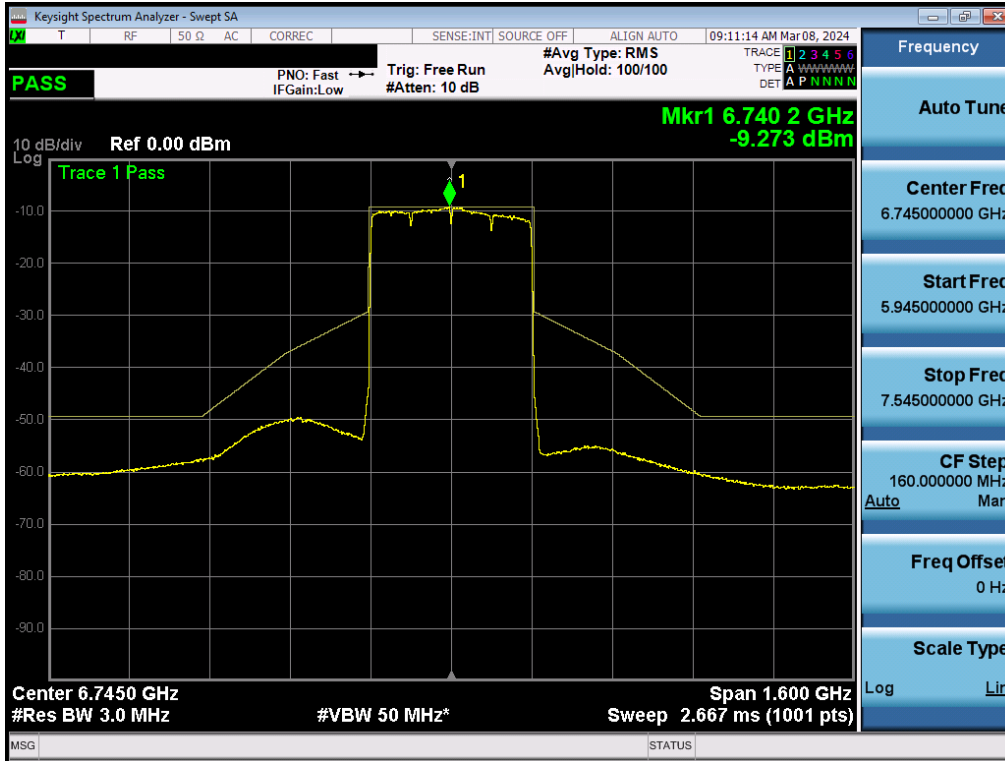 Keysight Spectrum Analyzer - Swept SA
LXI T RF 50 Ω AC CORREC SENSE:INT SOURCE OFF ALIGN AUTO 09:11:14 AM Mar 08, 2024
Frequency
PASS
PNO: Fast
IFGain:Low
Trig: Free Run
#Atten: 10 dB
#Avg Type: RMS
Avg|Hold: 100/100
TRACE 1 2 3 4 5 6
TYPE A WWWWW
DET A P N N N N
Mkr1 6.740 2 GHz
-9.273 dBm
10 dB/div Ref 0.00 dBm
Log
Trace 1 Pass
1
-10.0
-20.0
-30.0
-40.0
-50.0
-60.0
-70.0
-80.0
-90.0
Center 6.7450 GHz
Span 1.600 GHz
#Res BW 3.0 MHz
#VBW 50 MHz*
Sweep 2.667 ms (1001 pts)
MSG
STATUS
Auto Tune
Center Freq
6.745000000 GHz
Start Freq
5.945000000 GHz
Stop Freq
7.545000000 GHz
CF Step
160.000000 MHz
Auto Man
Freq Offset
0 Hz
Scale Type
Log Lin